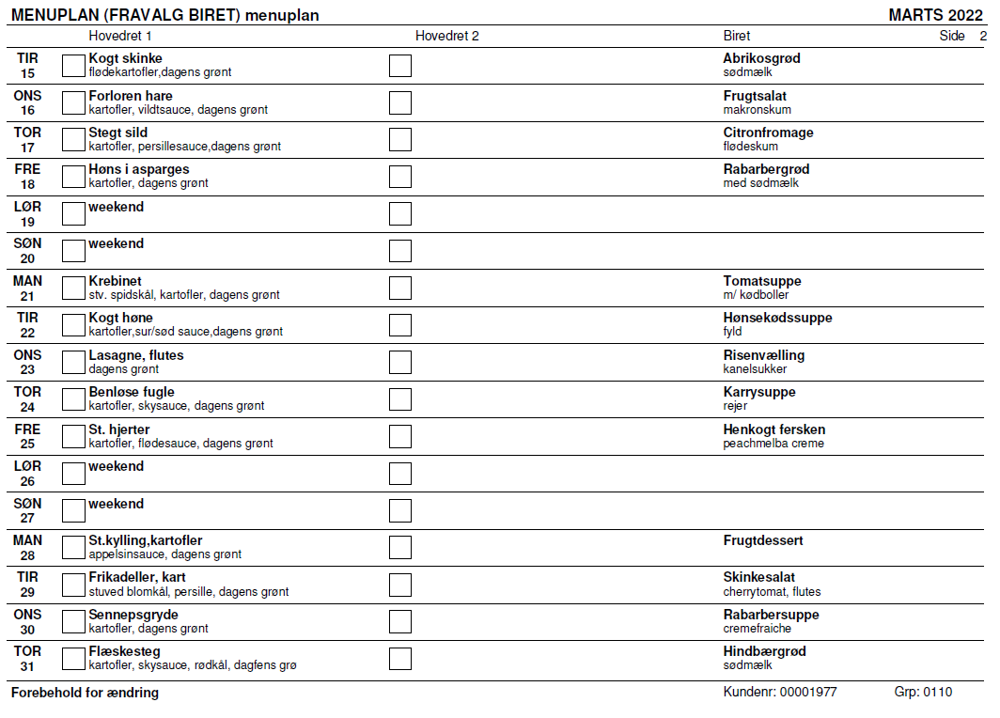 MENUPLAN (FRAVALG BIRET) menuplan MARTS 2022
Hovedret 1 Hovedret 2 Biret Side 2
TIR Kogt skinke Abrikosgrød
15 flødekartofler,dagens grønt sødmælk
ONS Forloren hare Frugtsalat
16 kartofler, vildtsauce, dagens grønt makronskum
TOR Stegt sild Citronfromage
17 kartofler, persillesauce,dagens grønt flødeskum
FRE Høns i asparges Rabarbergrød
18 kartofler, dagens grønt med sødmælk
LØR weekend
19
SØN weekend
20
MAN Krebinet Tomatsuppe
21 stv. spidskål, kartofler, dagens grønt m/ kødboller
TIR Kogt høne Hønsekødssuppe
22 kartofler,sur/sød sauce,dagens grønt fyld
ONS Lasagne, flutes Risenvælling
23 dagens grønt kanelsukker
TOR Benløse fugle Karrysuppe
24 kartofler, skysauce, dagens grønt rejer
FRE St. hjerter Henkogt fersken
25 kartofler, flødesauce, dagens grønt peachmelba creme
LØR weekend
26
SØN weekend
27
MAN St.kylling,kartofler Frugtdessert
28 appelsinsauce, dagens grønt
TIR Frikadeller, kart Skinkesalat
29 stuved blomkål, persille, dagens grønt cherrytomat, flutes
ONS Sennepsgryde Rabarbersuppe
30 kartofler, dagens grønt cremefraiche
TOR Flæskesteg Hindbærgrød
31 kartofler, skysauce, rødkål, dagfens grø sødmælk
Forebehold for ændring Kundenr: 00001977 Grp: 0110